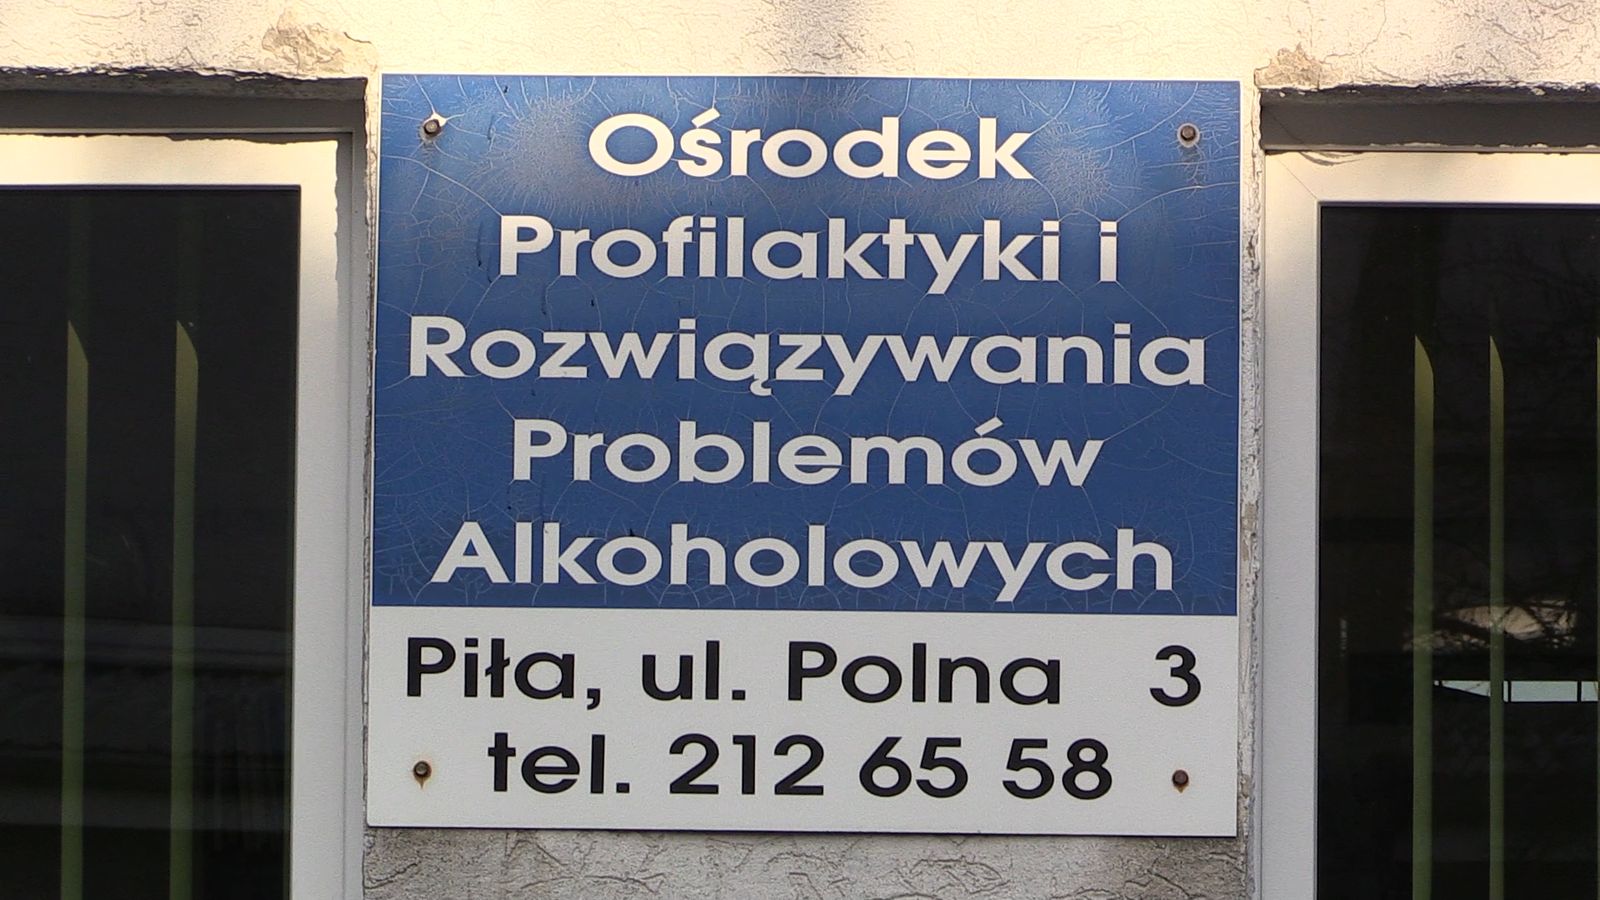 Ośrodek
Profilaktyki i
Rozwiązywania
Problemów
Alkoholowych
Piła, ul. Polna 3
tel. 212 65 58